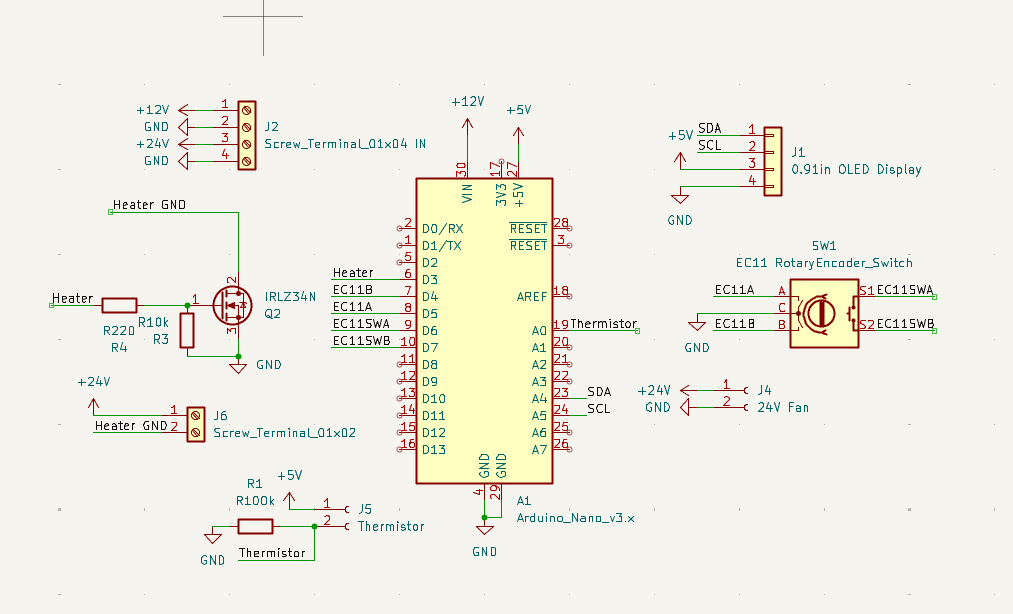 +12V 1
GND 2
+24V 3
GND 4
J2
Screw_Terminal_01x04 IN
+12V
+5V
30
17
27
VIN
3V3
+5V
2 D0/RX
1 D1/TX
5 D2
Heater 6 D3
EC11B 7 D4
EC11A 8 D5
EC11SWA 9 D6
EC11SWB 10 D7
11 D8
12 D9
13 D10
14 D11
15 D12
16 D13
RESET 28
RESET 3
AREF 18
A0 19 Thermistor
A1 20
A2 21
A3 22
A4 23 SDA
A5 24 SCL
A6 25
A7 26
GND
GND
4
29
A1
Arduino_Nano_v3.x
GND
SDA 1
SCL 2
+5V 3
4
GND
J1
0.91in OLED Display
SW1
EC11 RotaryEncoder_Switch
EC11A A
C
EC11B B
GND
S1 EC11SWA
S2 EC11SWB
+24V 1 J4
GND 2 24V Fan
Heater GND
Heater
R220
R4
R10k
R3
1
2
3
IRLZ34N
Q2
GND
+24V
1 J6
Heater GND 2 Screw_Terminal_01x02
R1
R100k
+5V
1 J5
2 Thermistor
GND
Thermistor